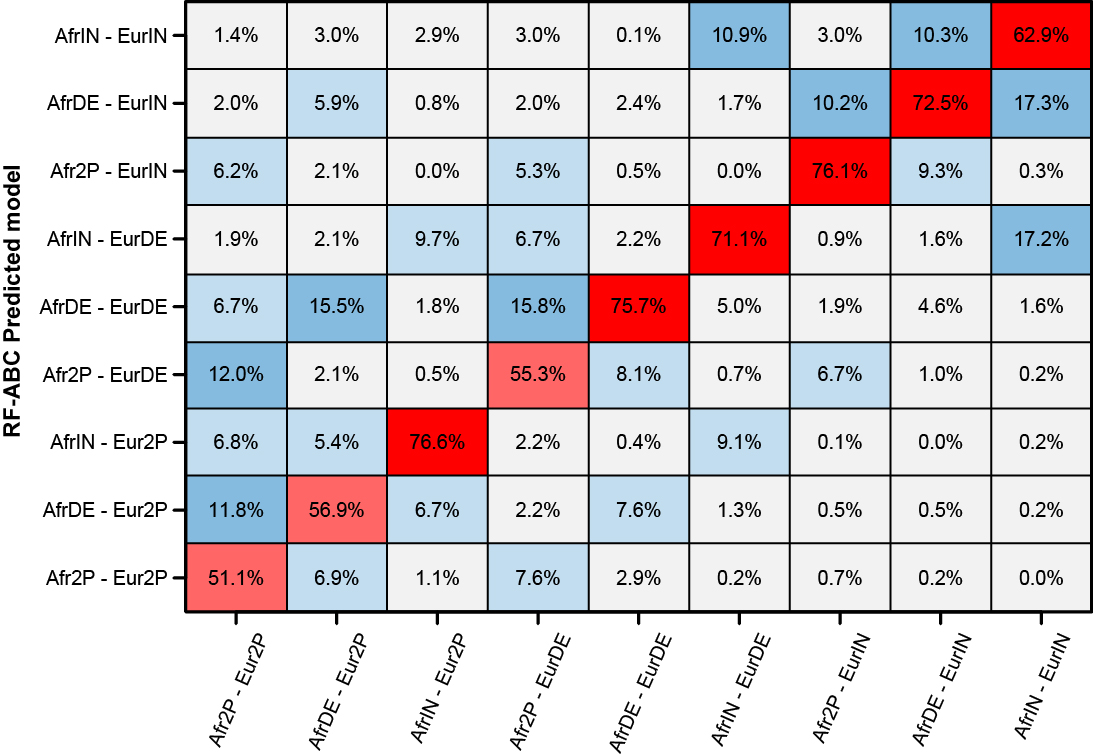 AfrIN - EurIN 1.4% 3.0% 2.9% 3.0% 0.1% 10.9% 3.0% 10.3% 62.9%
AfrDE - EurIN 2.0% 5.9% 0.8% 2.0% 2.4% 1.7% 10.2% 72.5% 17.3%
Afr2P - EurIN 6.2% 2.1% 0.0% 5.3% 0.5% 0.0% 76.1% 9.3% 0.3%
AfrIN - EurDE 1.9% 2.1% 9.7% 6.7% 2.2% 71.1% 0.9% 1.6% 17.2%
AfrDE - EurDE 6.7% 15.5% 1.8% 15.8% 75.7% 5.0% 1.9% 4.6% 1.6%
Afr2P - EurDE 12.0% 2.1% 0.5% 55.3% 8.1% 0.7% 6.7% 1.0% 0.2%
AfrIN - Eur2P 6.8% 5.4% 76.6% 2.2% 0.4% 9.1% 0.1% 0.0% 0.2%
AfrDE - Eur2P 11.8% 56.9% 6.7% 2.2% 7.6% 1.3% 0.5% 0.5% 0.2%
Afr2P - Eur2P 51.1% 6.9% 1.1% 7.6% 2.9% 0.2% 0.7% 0.2% 0.0%
RF-ABC Predicted model
Afr2P - Eur2P
AfrDE - Eur2P
AfrIN - Eur2P
Afr2P - EurDE
AfrDE - EurDE
AfrIN - EurDE
Afr2P - EurIN
AfrDE - EurIN
AfrIN - EurIN